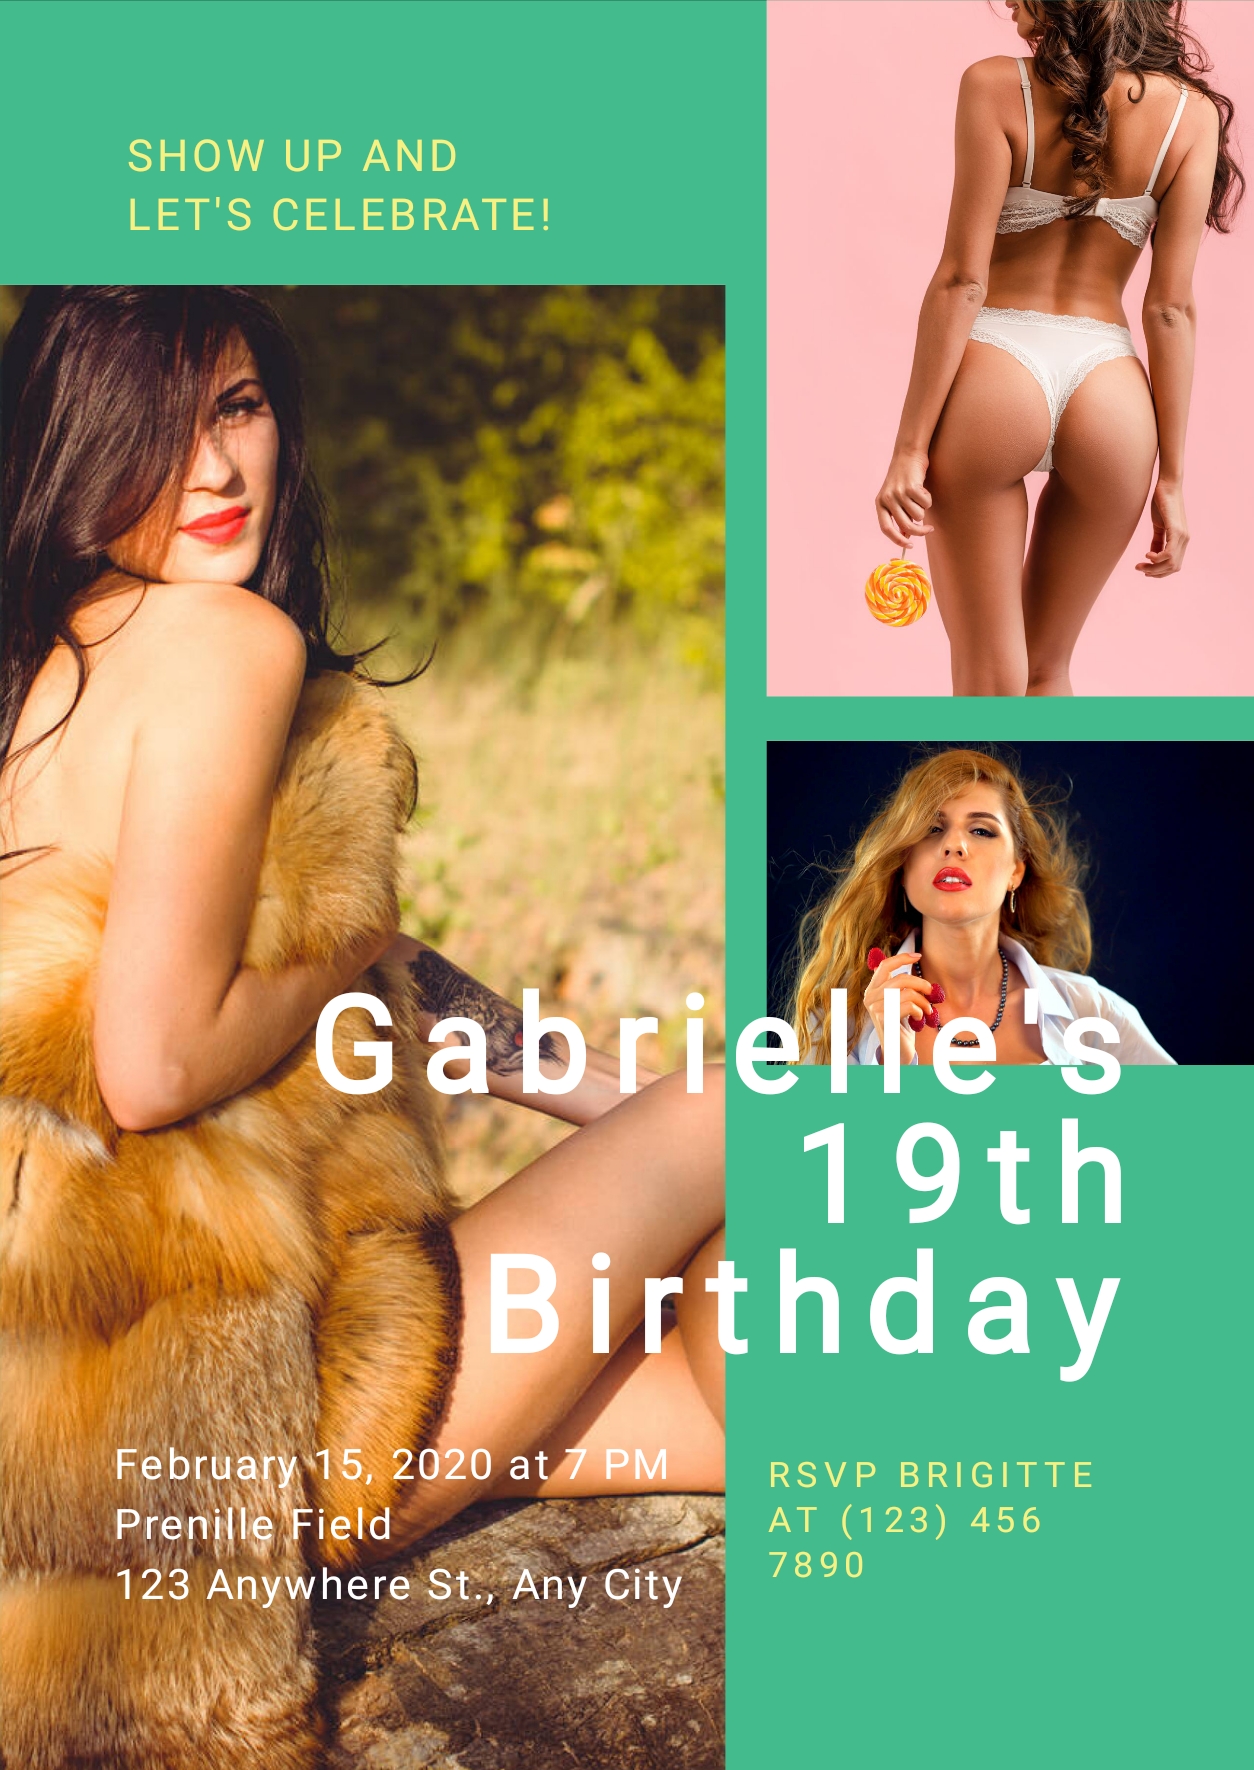 SHOW UP AND
LET'S CELEBRATE!
Gabrielle's
19th
Birthday
February 15, 2020 at 7 PM
Prenille Field
123 Anywhere St., Any City
RSVP BRIGITTE
AT (123) 456
7890